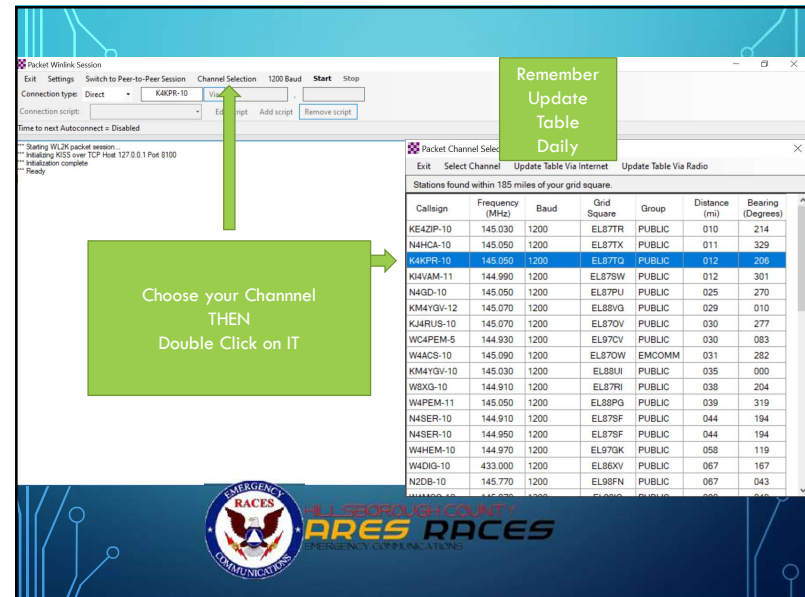 Packet Winlink Session
Exit Settings Switch to Peer-to-Peer Session Channel Selection 1200 Baud Start Stop
Connection type: Direct K4KPR-10 Via ,
Connection script: Edit script Add script Remove script
Time to next Autoconnect = Disabled
*** Starting WL2K packet session...
*** Initializing KISS over TCP Host 127.0.0.1 Port 8100
*** Initialization complete
*** Ready
Remember
Update
Table
Daily
Choose your Channnel
THEN
Double Click on IT
Packet Channel Selec
Exit Select Channel Update Table Via Internet Update Table Via Radio
Stations found within 185 miles of your grid square.
Callsign Frequency (MHz) Baud Grid Square Group Distance (mi) Bearing (Degrees)
KE4ZIP-10 145.030 1200 EL87TR PUBLIC 010 214
N4HCA-10 145.050 1200 EL87TX PUBLIC 011 329
K4KPR-10 145.050 1200 EL87TQ PUBLIC 012 206
KI4VAM-11 144.990 1200 EL87SW PUBLIC 012 301
N4GD-10 145.050 1200 EL87PU PUBLIC 025 270
KM4YGV-12 145.070 1200 EL88VG PUBLIC 029 010
KJ4RUS-10 145.070 1200 EL87OV PUBLIC 030 277
WC4PEM-5 144.930 1200 EL97CV PUBLIC 030 083
W4ACS-10 145.090 1200 EL87OW EMCOMM 031 282
KM4YGV-10 145.030 1200 EL88UI PUBLIC 035 000
W8XG-10 144.910 1200 EL87RI PUBLIC 038 204
W4PEM-11 145.050 1200 EL88PG PUBLIC 039 319
N4SER-10 144.910 1200 EL87SF PUBLIC 044 194
N4SER-10 144.950 1200 EL87SF PUBLIC 044 194
W4HEM-10 144.970 1200 EL97GK PUBLIC 058 119
W4DIG-10 433.000 1200 EL86XV PUBLIC 067 167
N2DB-10 145.770 1200 EL98FN PUBLIC 067 043
EMERGENCY
RACES
COMMUNICATIONS
HILLSBOROUGH COUNTY
ARES RACES
EMERGENCY COMMUNICATIONS